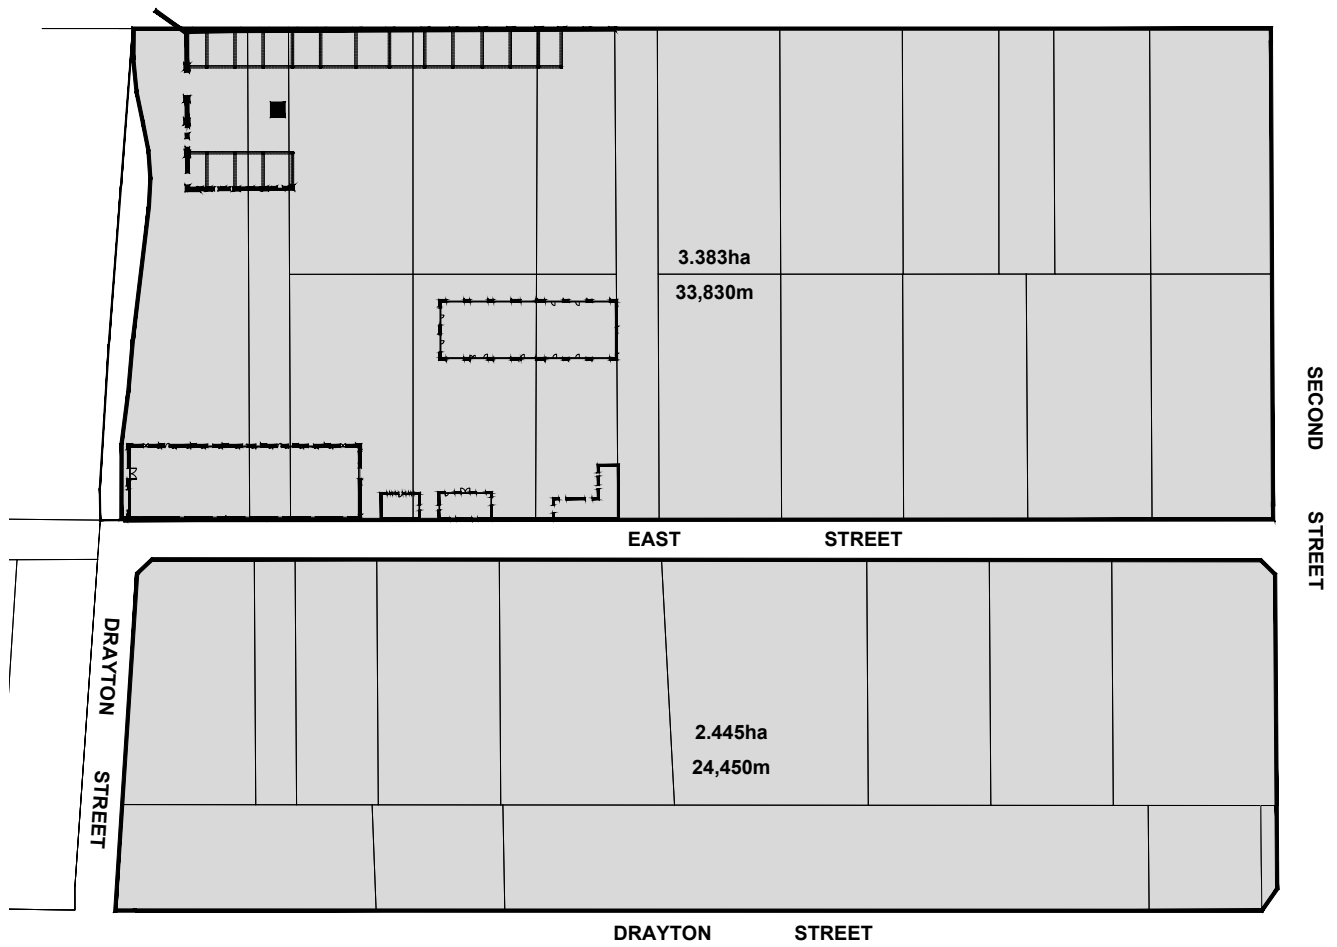 3.383ha
33,830m
SECOND STREET
EAST STREET
DRAYTON STREET
2.445ha
24,450m
DRAYTON STREET